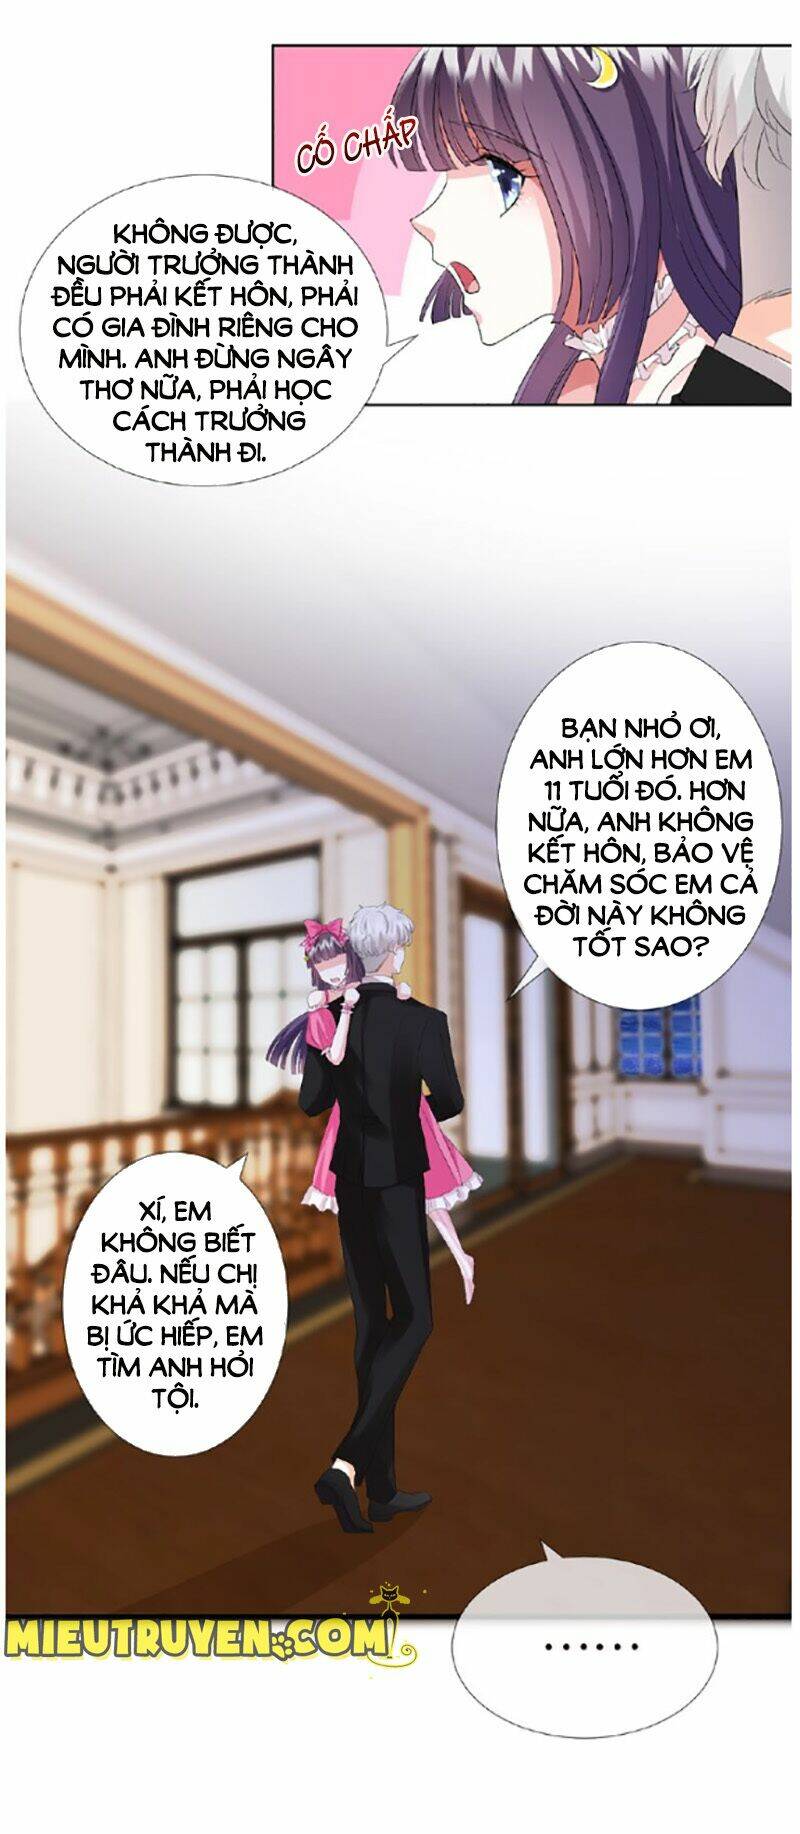 CỐ CHẤP
KHÔNG ĐƯỢC,
NGƯỜI TRƯỞNG THÀNH
ĐỀU PHẢI KẾT HÔN, PHẢI
CÓ GIA ĐÌNH RIÊNG CHO
MÌNH. ANH ĐỪNG NGÂY
THƠ NỮA, PHẢI HỌC
CÁCH TRƯỞNG
THÀNH ĐI.
BẠN NHỎ ƠI,
ANH LỚN HƠN EM
11 TUỔI ĐÓ. HƠN
NỮA, ANH KHÔNG
KẾT HÔN, BẢO VỆ
CHĂM SÓC EM CẢ
ĐỜI NÀY KHÔNG
TỐT SAO?
XÍ, EM
KHÔNG BIẾT
ĐÂU. NẾU CHỊ
KHẢ KHẢ MÀ
BỊ ỨC HIẾP, EM
TÌM ANH HỎI
TỘI.
MIEUTRUYEN.COM
......